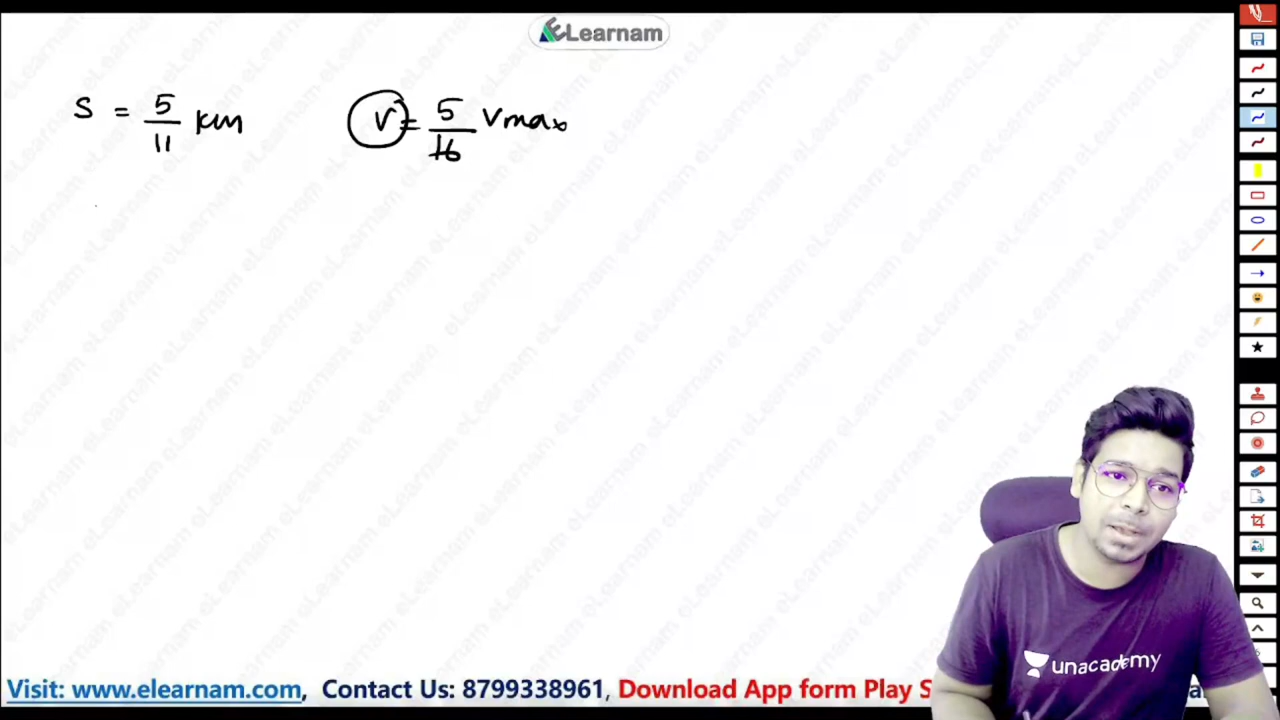 ELearnam
S = 5/11 Km
V = 5/16 Vmax
unacademy
Visit: www.elearnam.com, Contact Us: 8799338961, Download App form Play S